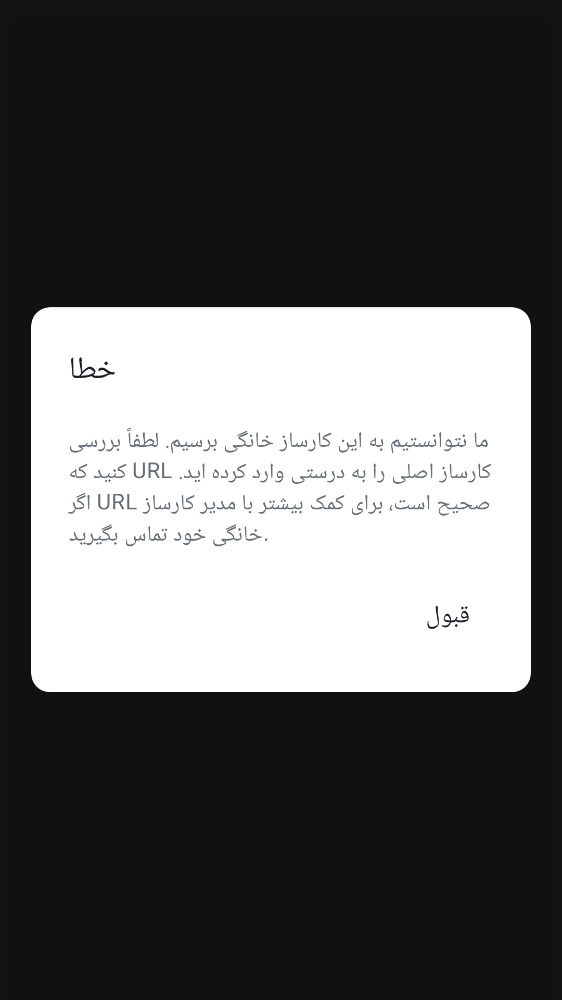 خطا
ما نتوانستیم به این کارساز خانگی برسیم. لطفاً بررسی
کنید که URL کارساز اصلی را به درستی وارد کرده اید.
اگر URL صحیح است، برای کمک بیشتر با مدیر کارساز
خانگی خود تماس بگیرید.
قبول